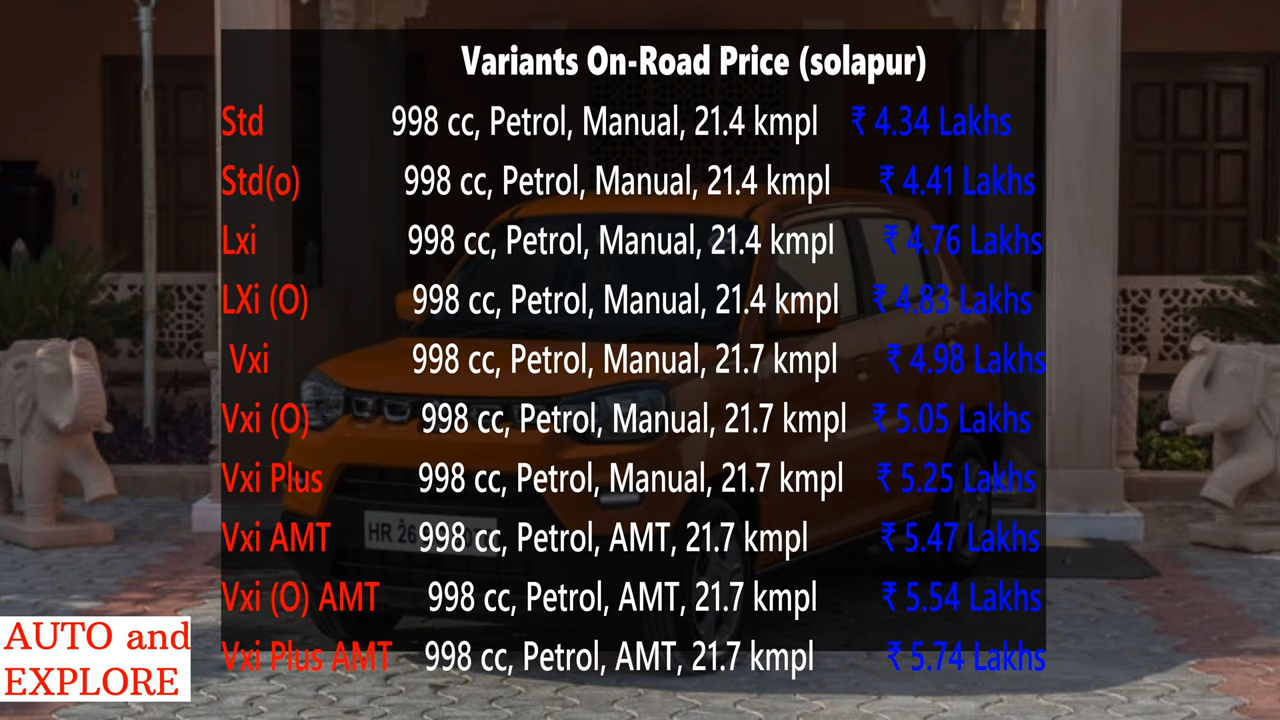 Variants On-Road Price (solapur)
Std 998 cc, Petrol, Manual, 21.4 kmpl ₹ 4.34 Lakhs
Std(o) 998 cc, Petrol, Manual, 21.4 kmpl ₹ 4.41 Lakhs
Lxi 998 cc, Petrol, Manual, 21.4 kmpl ₹ 4.76 Lakhs
LXi (O) 998 cc, Petrol, Manual, 21.4 kmpl ₹ 4.83 Lakhs
Vxi 998 cc, Petrol, Manual, 21.7 kmpl ₹ 4.98 Lakhs
Vxi (O) 998 cc, Petrol, Manual, 21.7 kmpl ₹ 5.05 Lakhs
Vxi Plus 998 cc, Petrol, Manual, 21.7 kmpl ₹ 5.25 Lakhs
Vxi AMT 998 cc, Petrol, AMT, 21.7 kmpl ₹ 5.47 Lakhs
HR 26
Vxi (O) AMT 998 cc, Petrol, AMT, 21.7 kmpl ₹ 5.54 Lakhs
Vxi Plus AMT 998 cc, Petrol, AMT, 21.7 kmpl ₹ 5.74 Lakhs
AUTO and
EXPLORE